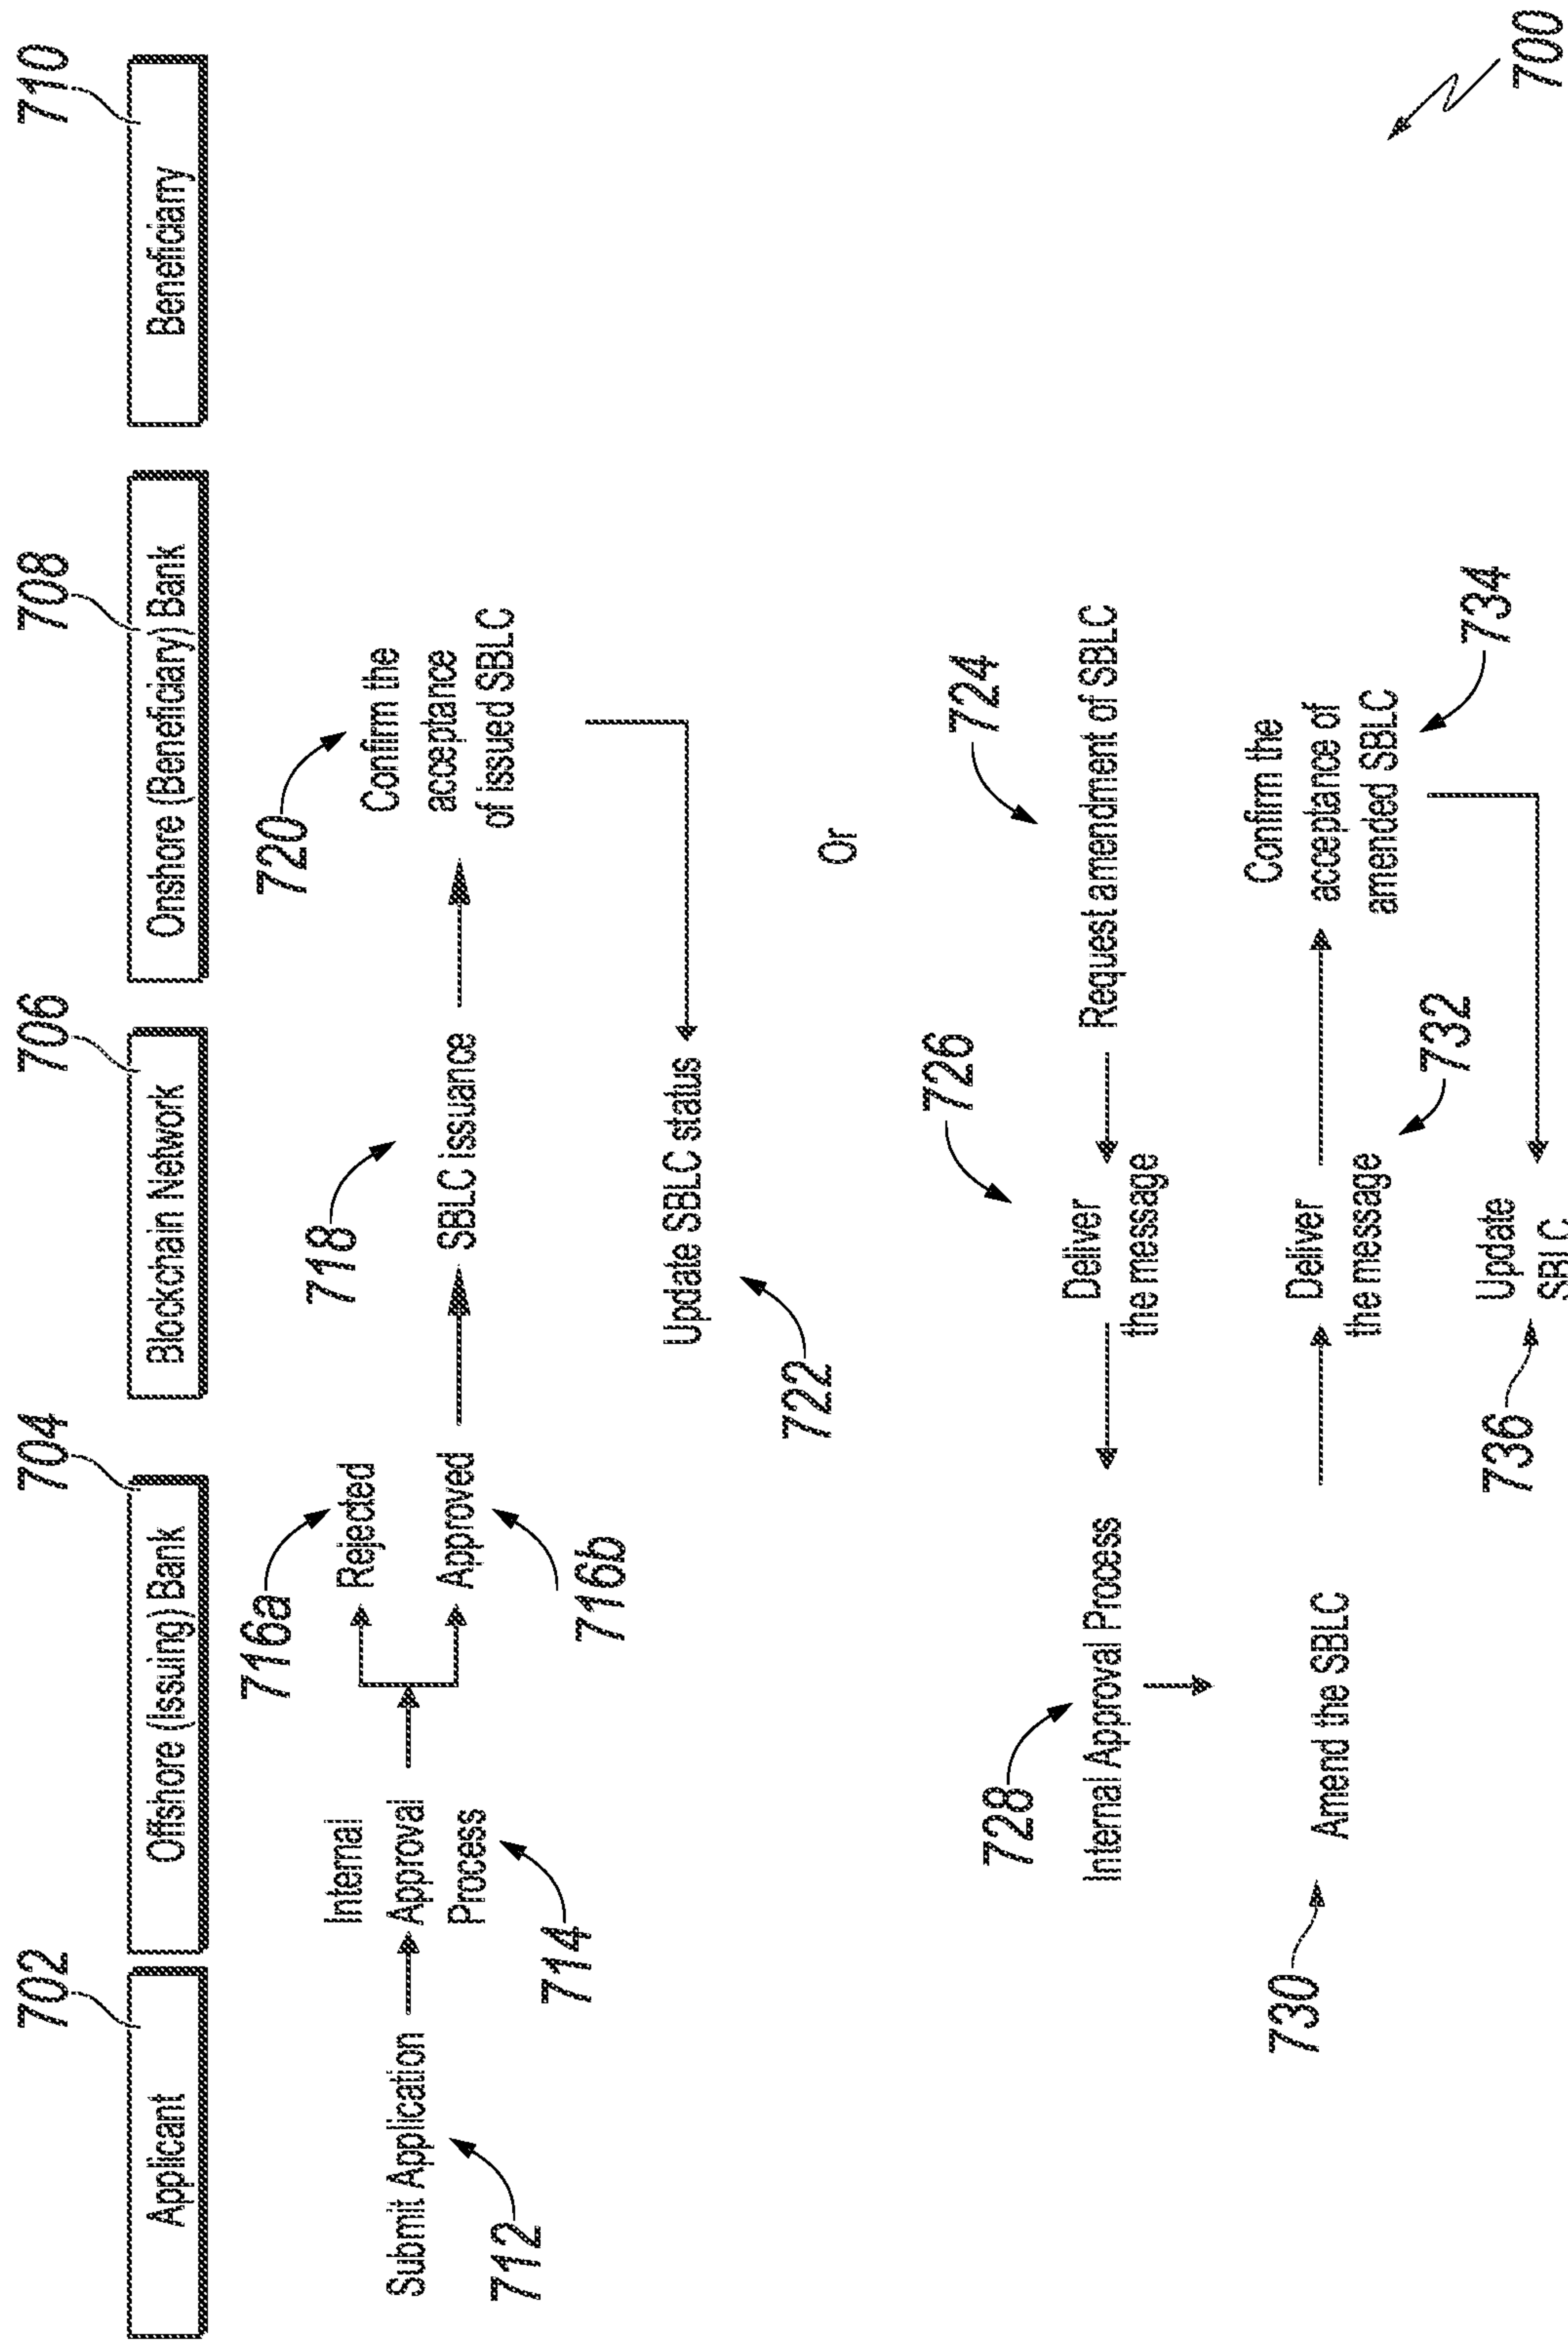 702
704
706
708
710
Applicant
Offshore (Issuing) Bank
Blockchain Network
Onshore (Beneficiary) Bank
Beneficiarry
716a
718
720
Submit Application
Internal
Approval
Process
Rejected
Approved
SBLC issuance
Confirm the
acceptance
of issued SBLC
712
714
716b
Update SBLC status
722
Or
726
724
728
Internal Approval Process
Deliver
the message
Request amendment of SBLC
730
Amend the SBLC
Deliver
the message
Confirm the
acceptance of
amended SBLC
732
734
736
Update
SBLC
700